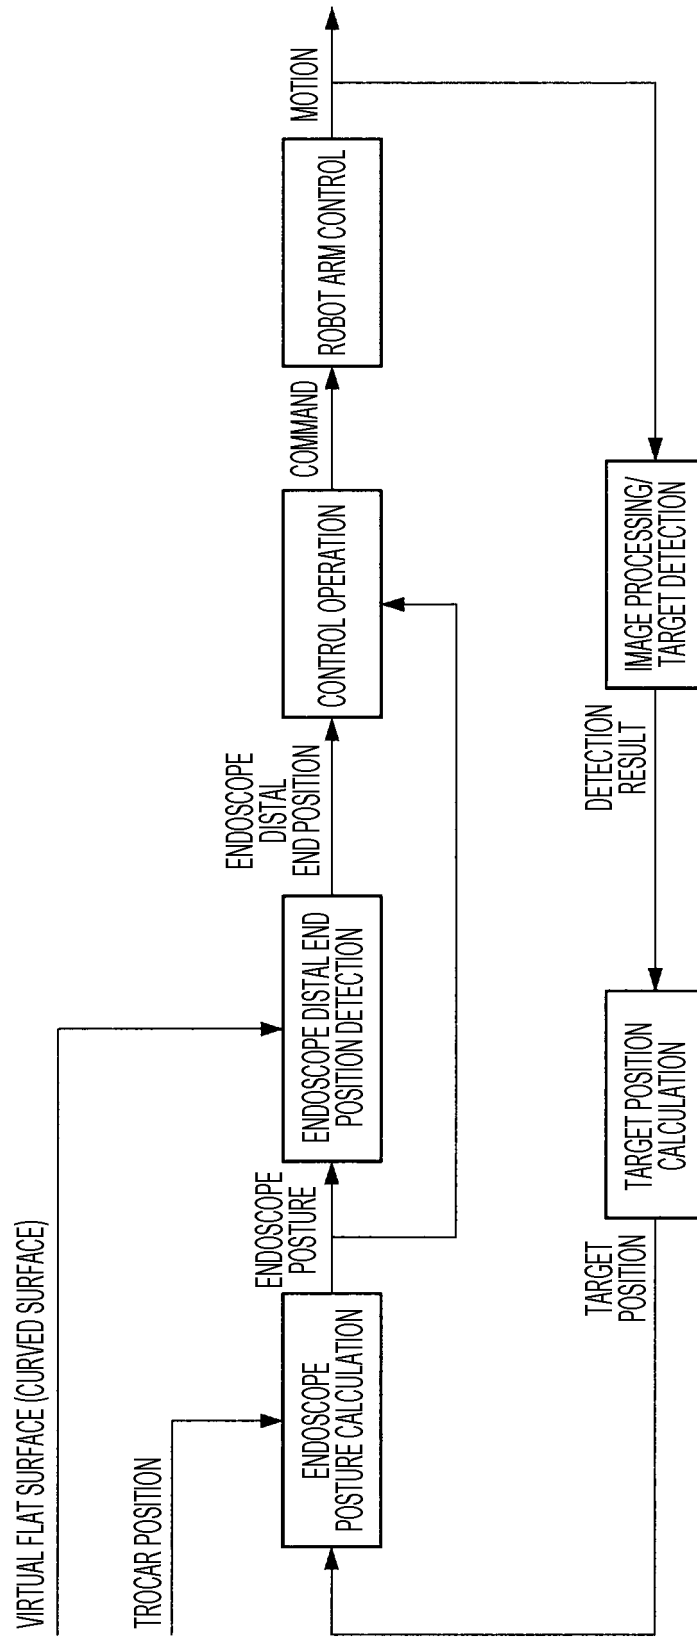 VIRTUAL FLAT SURFACE (CURVED SURFACE)
TROCAR POSITION
ENDOSCOPE
POSTURE CALCULATION
ENDOSCOPE
POSTURE
ENDOSCOPE DISTAL END
POSITION DETECTION
ENDOSCOPE
DISTAL
END POSITION
CONTROL OPERATION
COMMAND
ROBOT ARM CONTROL
MOTION
IMAGE PROCESSING/
TARGET DETECTION
DETECTION
RESULT
TARGET POSITION
CALCULATION
TARGET
POSITION